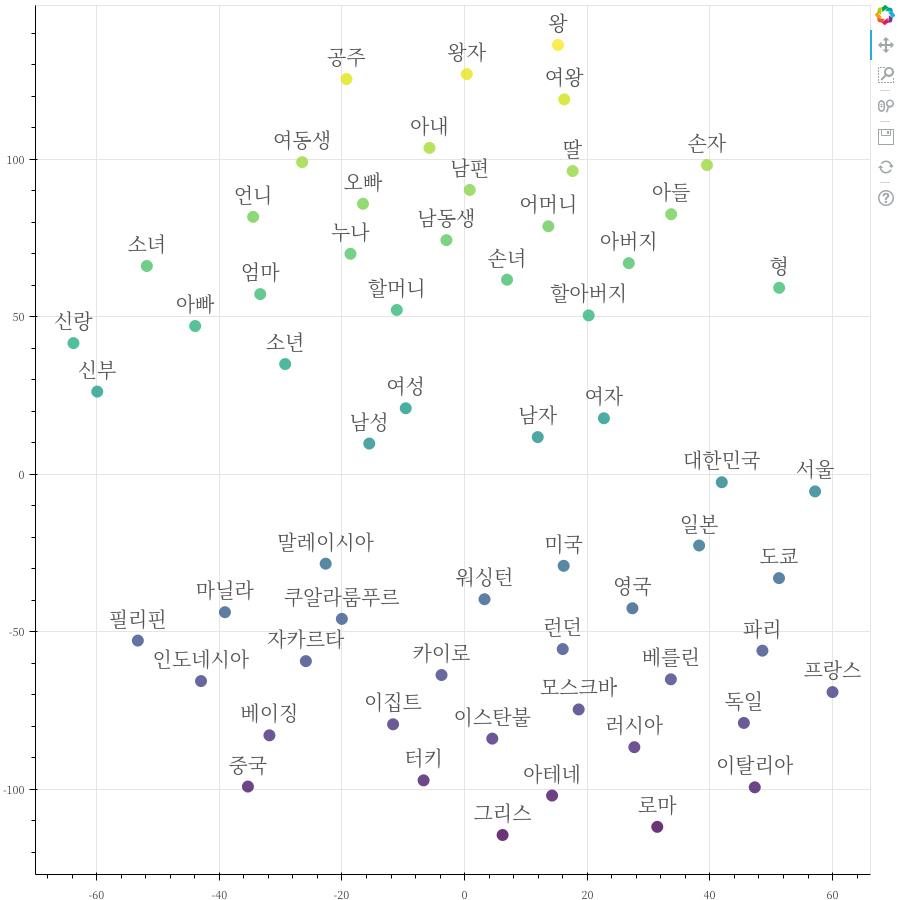 왕
왕자
공주
여왕
아내
여동생
딸
손자
남편
오빠
아들
언니
어머니
남동생
누나
아버지
소녀
손녀
형
엄마
할머니
할아버지
아빠
신랑
소년
신부
여성
여자
남성
남자
대한민국
서울
일본
말레이시아
미국
도쿄
워싱턴
영국
마닐라
쿠알라룸푸르
필리핀
런던
파리
자카르타
인도네시아
카이로
베를린
프랑스
모스크바
베이징
이집트
이스탄불
독일
러시아
중국
터키
아테네
이탈리아
그리스
로마
100
50
0
-50
-100
-60 -40 -20 0 20 40 60